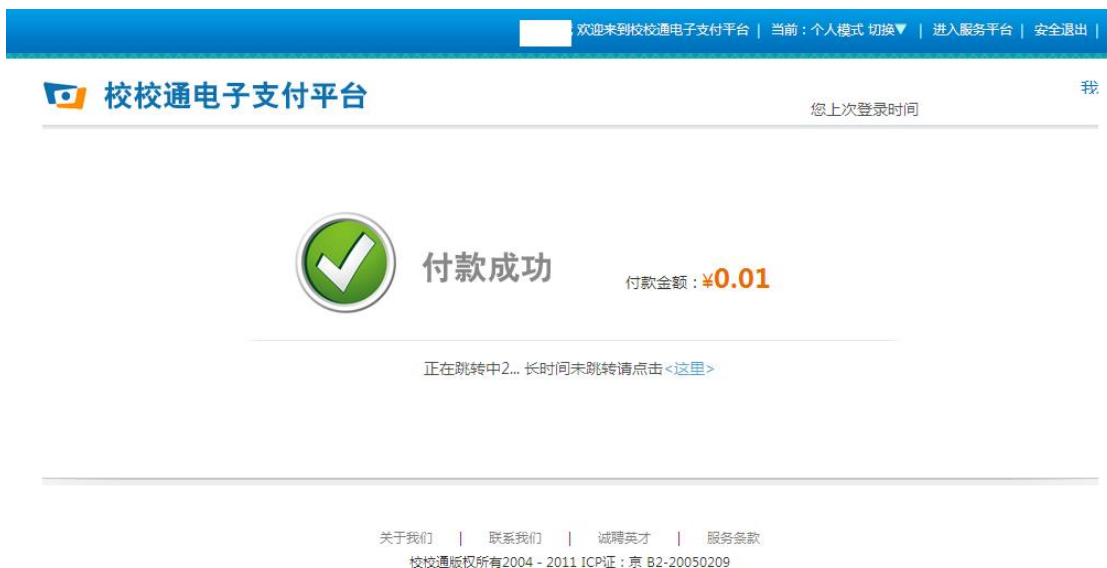 欢迎来到校校通电子支付平台 | 当前：个人模式 切换▼ | 进入服务平台 | 安全退出 |
校校通电子支付平台
我
您上次登录时间
付款成功
付款金额：¥0.01
正在跳转中2... 长时间未跳转请点击<这里>
关于我们 | 联系我们 | 诚聘英才 | 服务条款
校校通版权所有2004 - 2011 ICP证：京 B2-20050209